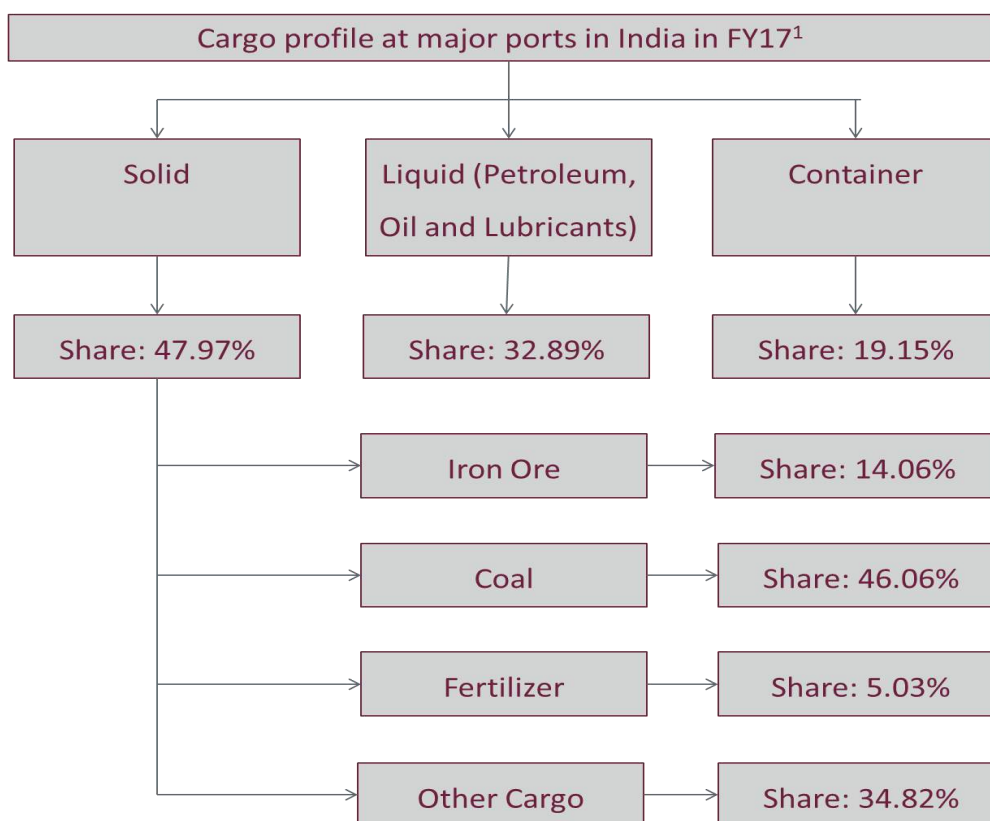 Cargo profile at major ports in India in FY17¹
Solid
Liquid (Petroleum,
Oil and Lubricants)
Container
Share: 47.97%
Share: 32.89%
Share: 19.15%
Iron Ore
Share: 14.06%
Coal
Share: 46.06%
Fertilizer
Share: 5.03%
Other Cargo
Share: 34.82%